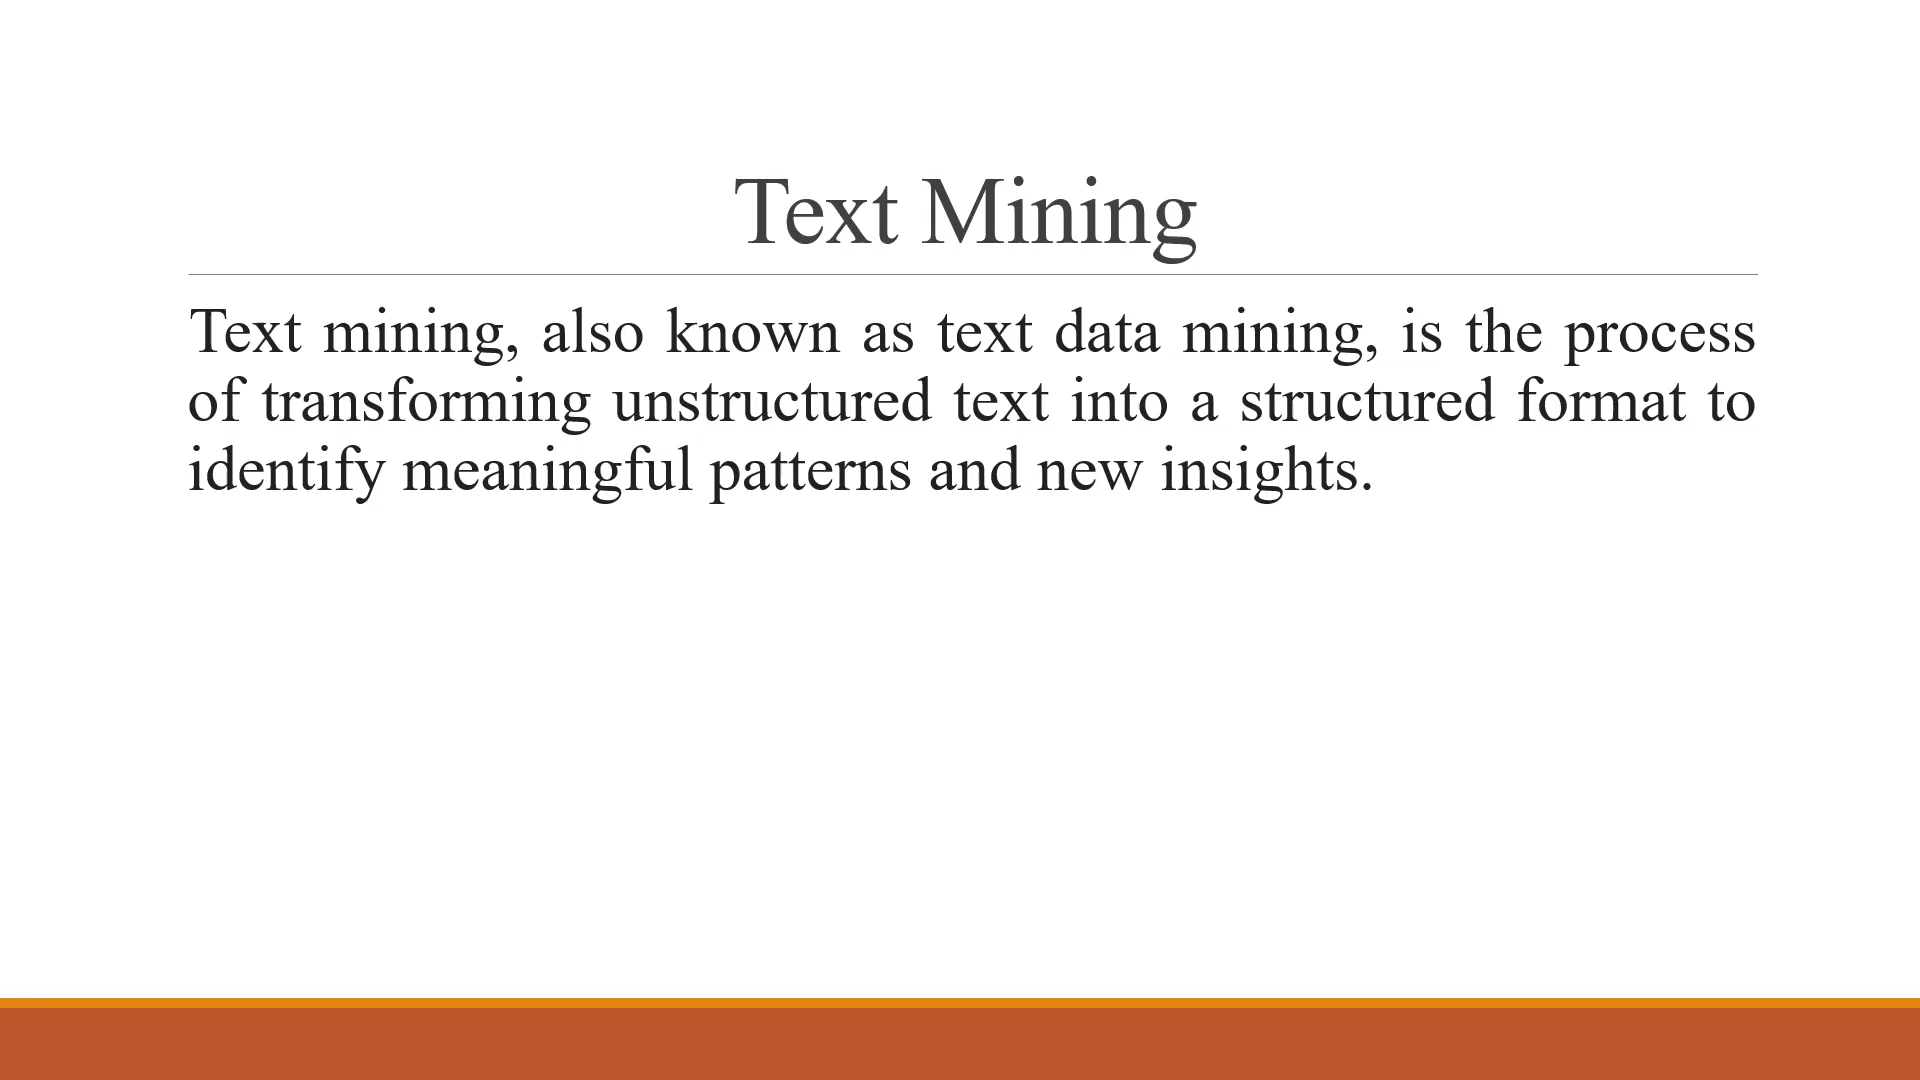 Text Mining
Text mining, also known as text data mining, is the process
of transforming unstructured text into a structured format to
identify meaningful patterns and new insights.